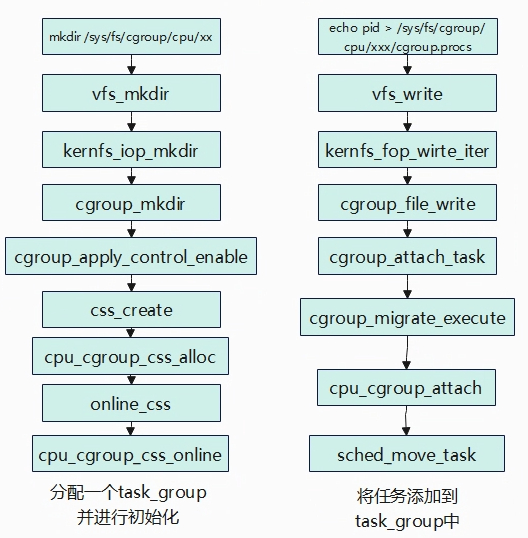 mkdir /sys/fs/cgroup/cpu/xx
vfs_mkdir
kernfs_iop_mkdir
cgroup_mkdir
cgroup_apply_control_enable
css_create
cpu_cgroup_css_alloc
online_css
cpu_cgroup_css_online
分配一个task_group
并进行初始化
echo pid > /sys/fs/cgroup/
cpu/xxx/cgroup.procs
vfs_write
kernfs_fop_wirte_iter
cgroup_file_write
cgroup_attach_task
cgroup_migrate_execute
cpu_cgroup_attach
sched_move_task
将任务添加到
task_group中